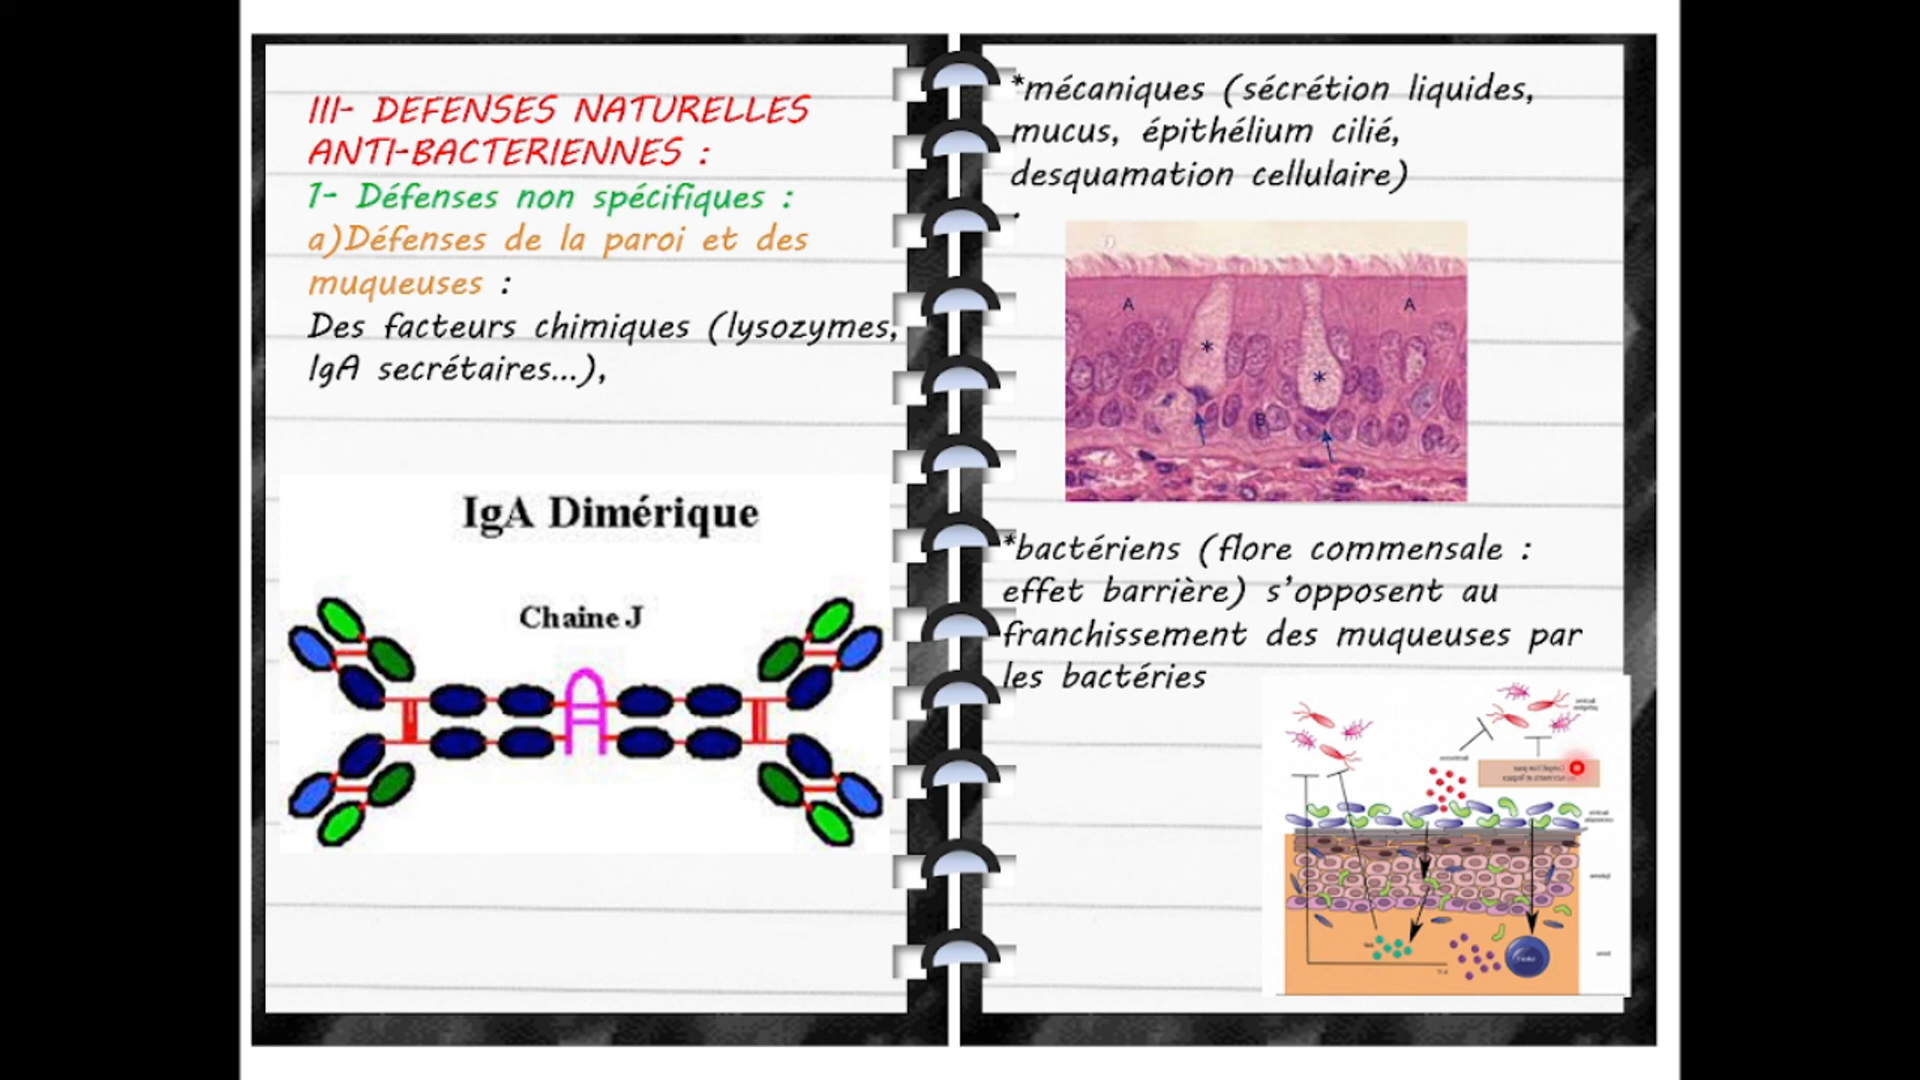 III- DEFENSES NATURELLES
ANTI-BACTERIENNES :
1- Défenses non spécifiques :
a)Défenses de la paroi et des
muqueuses :
Des facteurs chimiques (lysozymes,
IgA secrétaires...),
IgA Dimérique
Chaine J
*mécaniques (sécrétion liquides,
mucus, épithélium cilié,
desquamation cellulaire)
:
A
A
*
*
B
*bactériens (flore commensale :
effet barrière) s'opposent au
franchissement des muqueuses par
les bactéries